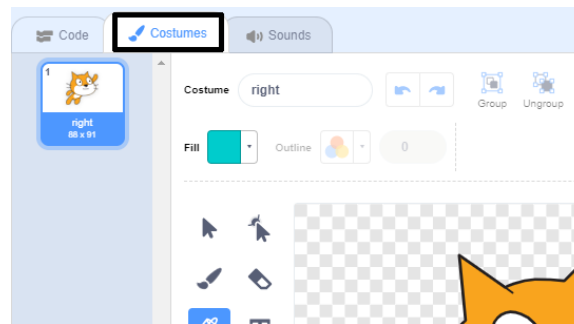 Code
Costumes
Sounds
1
right
88 x 91
Costume
right
Group
Ungroup
Fill
Outline
0